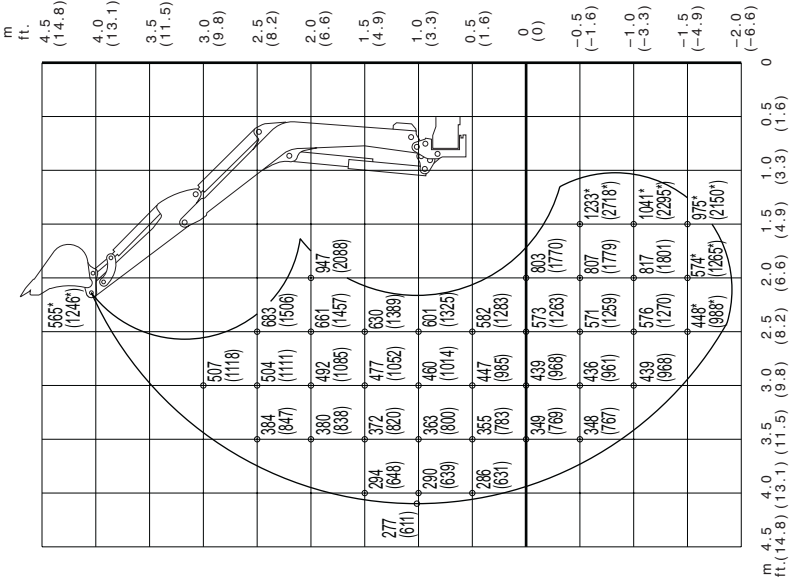 m
ft.
4.5
(14.8)
565*
(1246*)
4.0
(13.1)
3.5
(11.5)
507
(1118)
3.0
(9.8)
384 504 683
(847) (1111) (1506)
2.5
(8.2)
380 492 661 947
(838) (1085) (1457) (2088)
2.0
(6.6)
294 372 477 630
(648) (820) (1052) (1389)
1.5
(4.9)
277
(611)
290 363 460 601
(639) (800) (1014) (1325)
1.0
(3.3)
286 355 447 582
(631) (783) (985) (1283)
0.5
(1.6)
349 439 573 803
(769) (968) (1263) (1770)
0
(0)
348 436 571 807 1233*
(767) (961) (1259) (1779) (2718*)
−0.5
(−1.6)
439 576 817 1041*
(968) (1270) (1801) (2295*)
−1.0
(−3.3)
448* 574* 975*
(988*) (1265*) (2150*)
−1.5
(−4.9)
−2.0
(−6.6)
m 4.5 4.0 3.5 3.0 2.5 2.0 1.5 1.0 0.5 0
ft.(14.8) (13.1) (11.5) (9.8) (8.2) (6.6) (4.9) (3.3) (1.6)